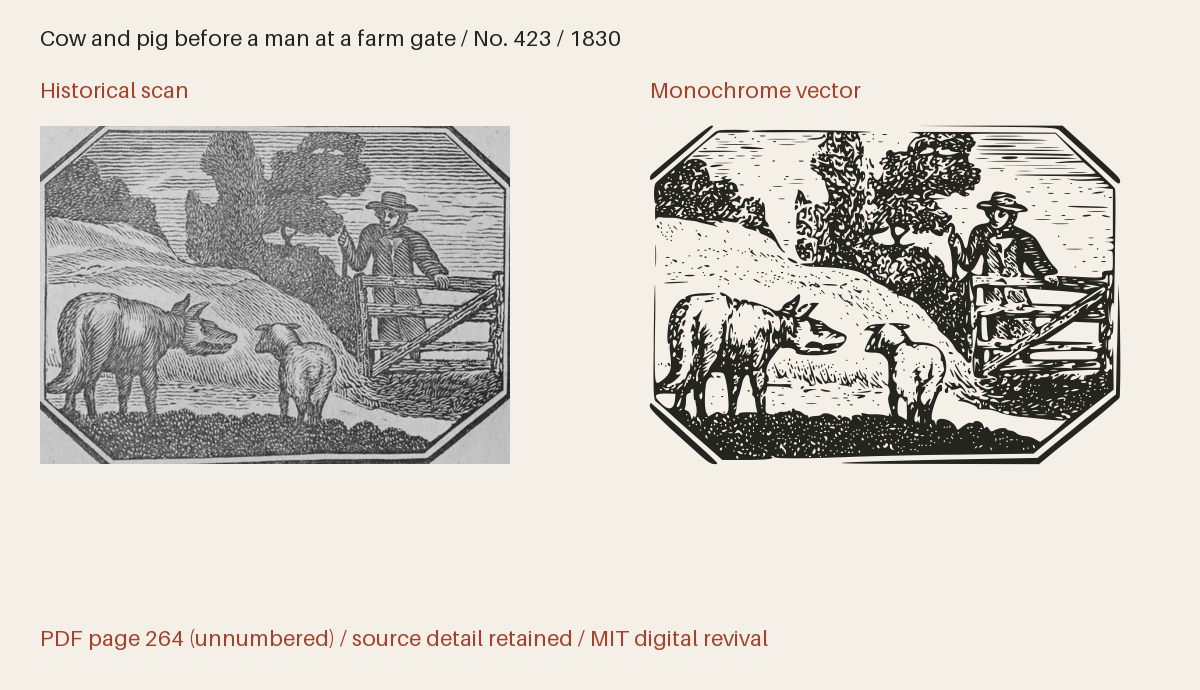 Cow and pig before a man at a farm gate / No. 423 / 1830
Historical scan
Monochrome vector
PDF page 264 (unnumbered) / source detail retained / MIT digital revival